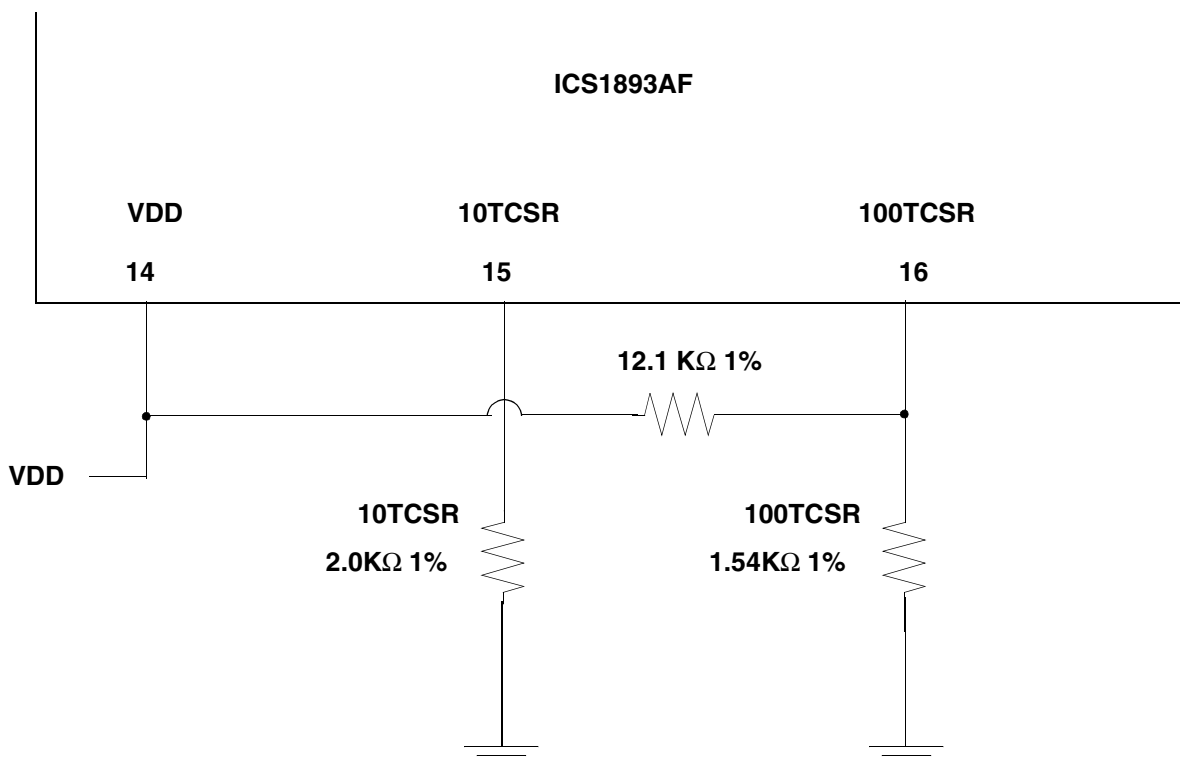 ICS1893AF
VDD
10TCSR
100TCSR
14
15
16
12.1 KΩ 1%
VDD
10TCSR
2.0KΩ 1%
100TCSR
1.54KΩ 1%